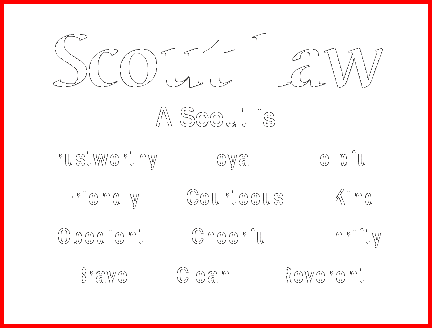 Scout Law
A Scout is
Trustworthy Loyal Helpful
Friendly Courteous Kind
Obedient Cheerful Thrifty
Brave Clean Reverent